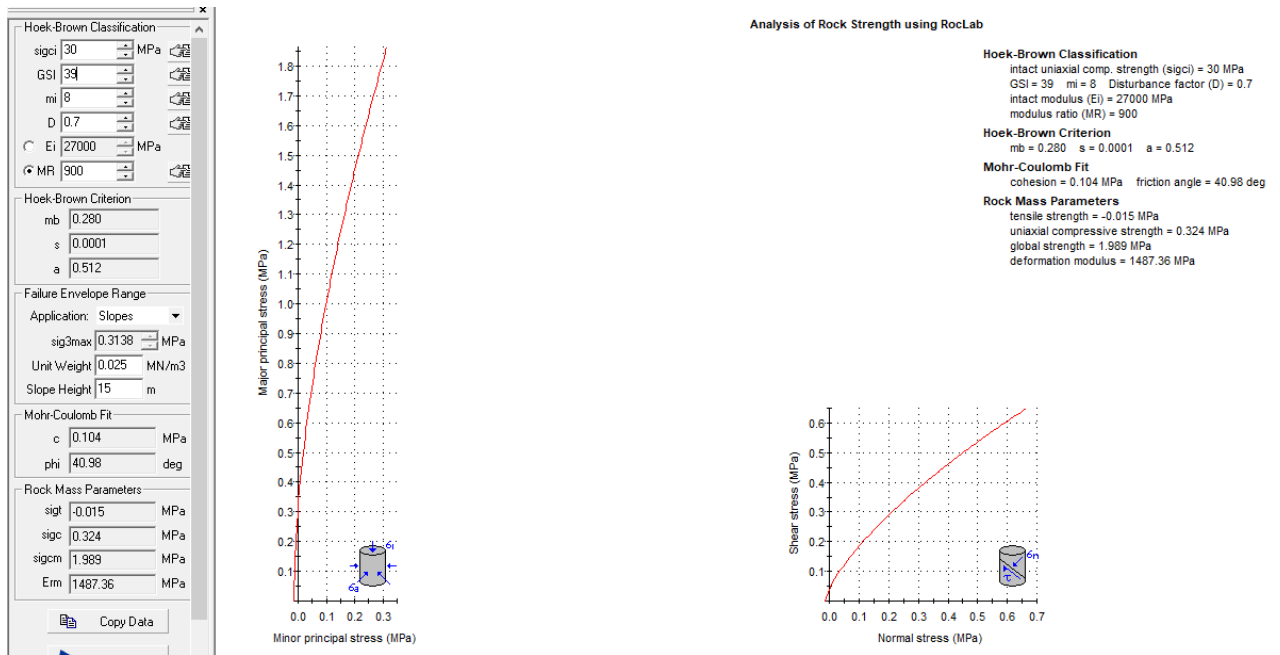 x
Hoek-Brown Classification
sigci 30 MPa
GSI 39
mi 8
D 0.7
Ei 27000 MPa
MR 900
Hoek-Brown Criterion
mb 0.280
s 0.0001
a 0.512
Failure Envelope Range
Application: Slopes
sig3max 0.3138 MPa
Unit Weight 0.025 MN/m3
Slope Height 15 m
Mohr-Coulomb Fit
c 0.104 MPa
phi 40.98 deg
Rock Mass Parameters
sigt -0.015 MPa
sigc 0.324 MPa
sigcm 1.989 MPa
Erm 1487.36 MPa
Copy Data
Major principal stress (MPa)
1.8
1.7
1.6
1.5
1.4
1.3
1.2
1.1
1.0
0.9
0.8
0.7
0.6
0.5
0.4
0.3
0.2
0.1
0.0 0.1 0.2 0.3
Minor principal stress (MPa)
Analysis of Rock Strength using RocLab
Hoek-Brown Classification
intact uniaxial comp. strength (sigci) = 30 MPa
GSI = 39 mi = 8 Disturbance factor (D) = 0.7
intact modulus (Ei) = 27000 MPa
modulus ratio (MR) = 900
Hoek-Brown Criterion
mb = 0.280 s = 0.0001 a = 0.512
Mohr-Coulomb Fit
cohesion = 0.104 MPa friction angle = 40.98 deg
Rock Mass Parameters
tensile strength = -0.015 MPa
uniaxial compressive strength = 0.324 MPa
global strength = 1.989 MPa
deformation modulus = 1487.36 MPa
Shear stress (MPa)
0.6
0.5
0.4
0.3
0.2
0.1
τ
0.0 0.1 0.2 0.3 0.4 0.5 0.6 0.7
Normal stress (MPa)